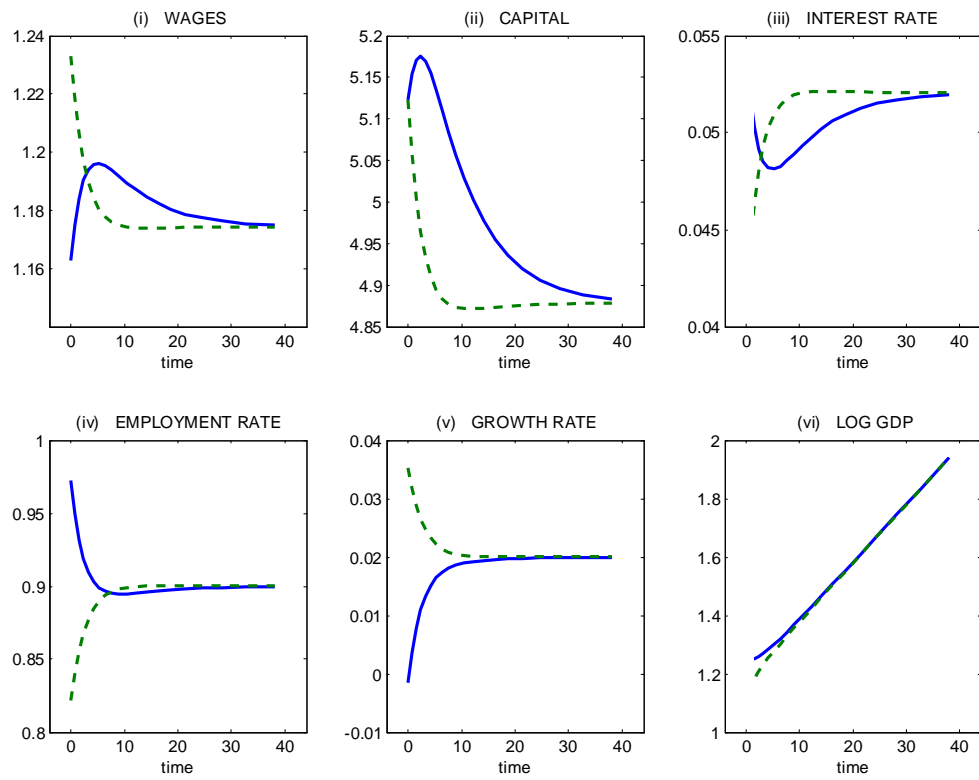 (i) WAGES
1.24
1.22
1.2
1.18
1.16
0 10 20 30 40
time
(ii) CAPITAL
5.2
5.15
5.1
5.05
5
4.95
4.9
4.85
0 10 20 30 40
time
(iii) INTEREST RATE
0.055
0.05
0.045
0.04
0 10 20 30 40
time
(iv) EMPLOYMENT RATE
1
0.95
0.9
0.85
0.8
0 10 20 30 40
time
(v) GROWTH RATE
0.04
0.03
0.02
0.01
0
-0.01
0 10 20 30 40
time
(vi) LOG GDP
2
1.8
1.6
1.4
1.2
1
0 10 20 30 40
time